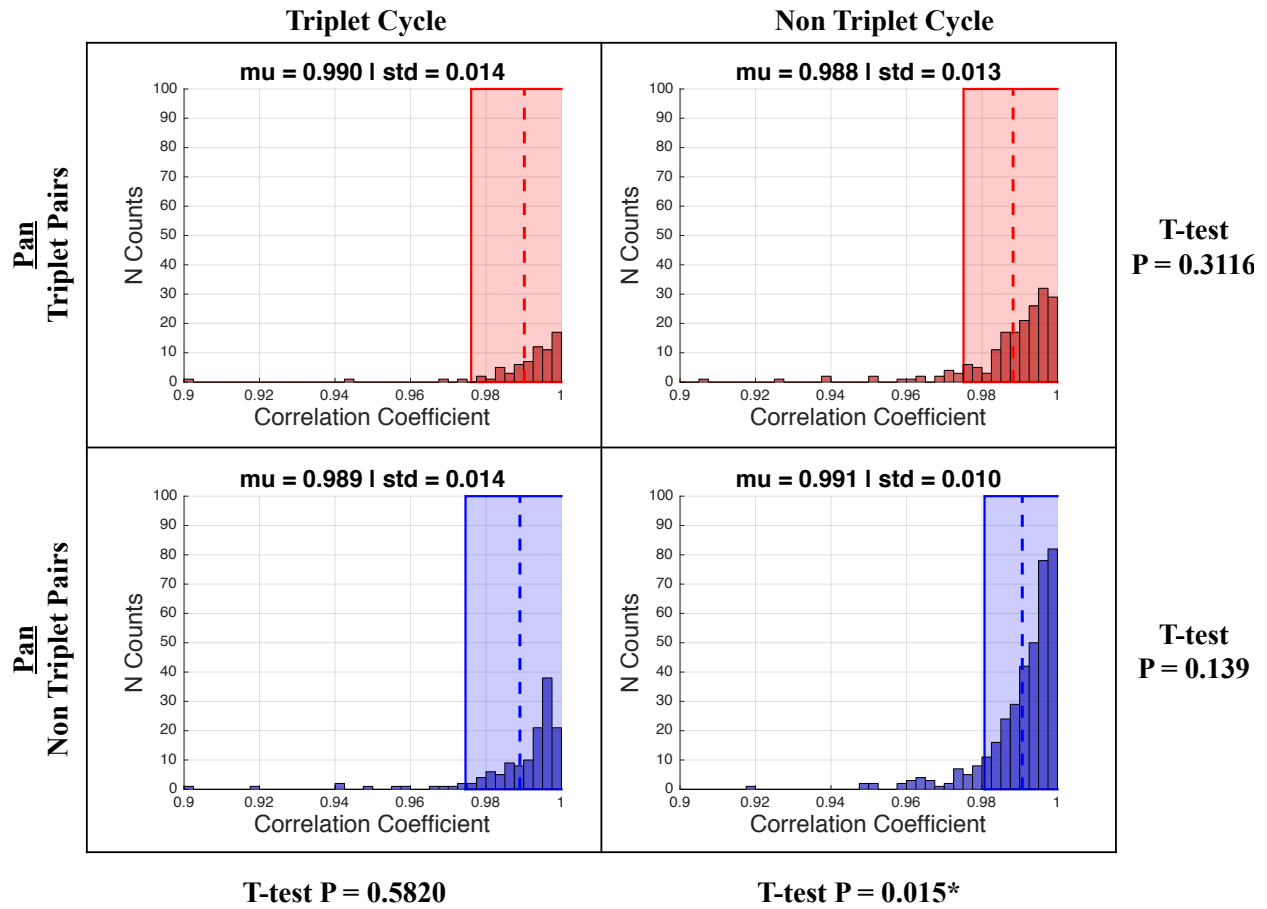 Triplet Cycle
Non Triplet Cycle
Pan
Triplet Pairs
mu = 0.990 | std = 0.014
100
90
80
70
60
50
40
30
20
10
0
N Counts
0.9 0.92 0.94 0.96 0.98 1
Correlation Coefficient
mu = 0.988 | std = 0.013
100
90
80
70
60
50
40
30
20
10
0
N Counts
0.9 0.92 0.94 0.96 0.98 1
Correlation Coefficient
T-test
P = 0.3116
Pan
Non Triplet Pairs
mu = 0.989 | std = 0.014
100
90
80
70
60
50
40
30
20
10
0
N Counts
0.9 0.92 0.94 0.96 0.98 1
Correlation Coefficient
mu = 0.991 | std = 0.010
100
90
80
70
60
50
40
30
20
10
0
N Counts
0.9 0.92 0.94 0.96 0.98 1
Correlation Coefficient
T-test
P = 0.139
T-test P = 0.5820
T-test P = 0.015*